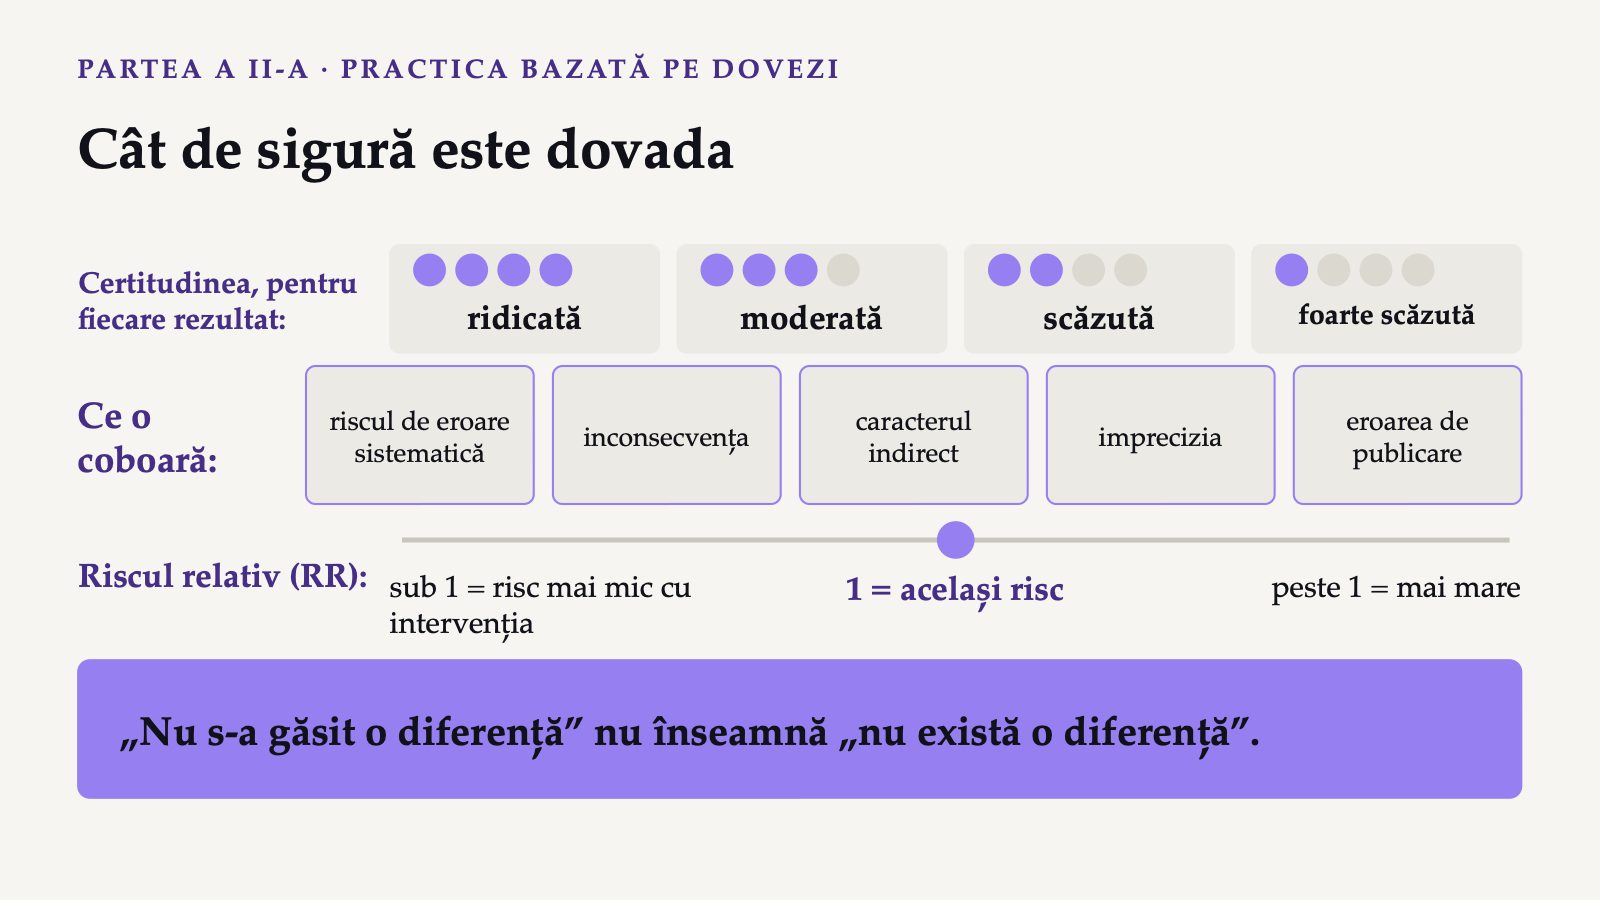 PARTEA A II-A · PRACTICA BAZATĂ PE DOVEZI
Cât de sigură este dovada
Certitudinea, pentru
fiecare rezultat:
ridicată
moderată
scăzută
foarte scăzută
Ce o
coboară:
riscul de eroare
sistematică
inconsecvența
caracterul
indirect
imprecizia
eroarea de
publicare
Riscul relativ (RR):
sub 1 = risc mai mic cu
intervenția
1 = același risc
peste 1 = mai mare
„Nu s-a găsit o diferență” nu înseamnă „nu există o diferență”.